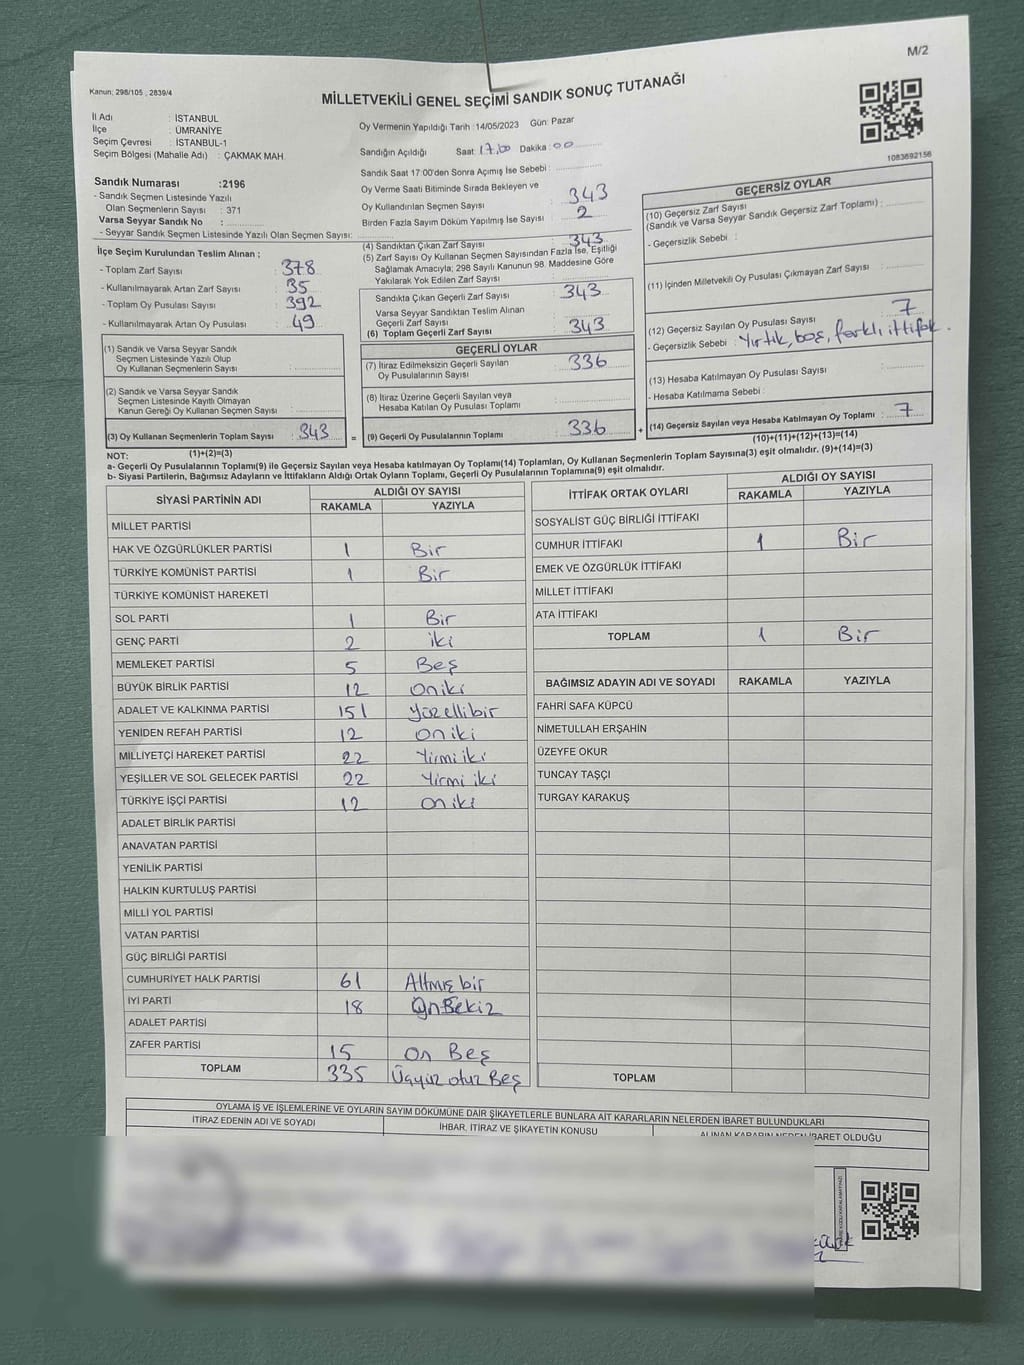 M/2
Kanun; 298/105 , 2839/4
MİLLETVEKİLİ GENEL SEÇİMİ SANDIK SONUÇ TUTANAĞI
1083692156
İl Adı : İSTANBUL
İlçe : ÜMRANİYE
Seçim Çevresi : İSTANBUL-1
Seçim Bölgesi (Mahalle Adı) : ÇAKMAK MAH.
Sandık Numarası :2196
- Sandık Seçmen Listesinde Yazılı
Olan Seçmenlerin Sayısı : 371
Varsa Seyyar Sandık No :
- Seyyar Sandık Seçmen Listesinde Yazılı Olan Seçmen Sayısı:
Oy Vermenin Yapıldığı Tarih :14/05/2023 Gün: Pazar
Sandığın Açıldığı Saat: 17.00 Dakika: 00
Sandık Saat 17:00'den Sonra Açımış İse Sebebi :
Oy Verme Saati Bitiminde Sırada Bekleyen ve
Oy Kullandırılan Seçmen Sayısı 343
Birden Fazla Sayım Döküm Yapılmış İse Sayısı 2
İlçe Seçim Kurulundan Teslim Alınan ;
- Toplam Zarf Sayısı 378
- Kullanılmayarak Artan Zarf Sayısı 35
- Toplam Oy Pusulası Sayısı 392
- Kullanılmayarak Artan Oy Pusulası 49
(4) Sandıktan Çıkan Zarf Sayısı 343
(5) Zarf Sayısı Oy Kullanan Seçmen Sayısından Fazla İse, Eşitliği
Sağlamak Amacıyla; 298 Sayılı Kanunun 98. Maddesine Göre
Yakılarak Yok Edilen Zarf Sayısı
Sandıkta Çıkan Geçerli Zarf Sayısı 343
Varsa Seyyar Sandıktan Teslim Alınan
Geçerli Zarf Sayısı
(6) Toplam Geçerli Zarf Sayısı 343
GEÇERSİZ OYLAR
(10) Geçersiz Zarf Sayısı
(Sandık ve Varsa Seyyar Sandık Geçersiz Zarf Toplamı) :
- Geçersizlik Sebebi :
(11) İçinden Milletvekili Oy Pusulası Çıkmayan Zarf Sayısı :
(12) Geçersiz Sayılan Oy Pusulası Sayısı 7
- Geçersizlik Sebebi : Yırtık, boş, farklı ittifak.
(13) Hesaba Katılmayan Oy Pusulası Sayısı :
- Hesaba Katılmama Sebebi :
(14) Geçersiz Sayılan veya Hesaba Katılmayan Oy Toplamı : 7
(10)+(11)+(12)+(13)=(14)
(1) Sandık ve Varsa Seyyar Sandık
Seçmen Listesinde Yazılı Olup
Oy Kullanan Seçmenlerin Sayısı :
(2) Sandık ve Varsa Seyyar Sandık
Seçmen Listesinde Kayıtlı Olmayan
Kanun Gereği Oy Kullanan Seçmen Sayısı :
(3) Oy Kullanan Seçmenlerin Toplam Sayısı : 343 =
(1)+(2)=(3)
GEÇERLİ OYLAR
(7) İtiraz Edilmeksizin Geçerli Sayılan
Oy Pusulalarının Sayısı 336
(8) İtiraz Üzerine Geçerli Sayılan veya
Hesaba Katılan Oy Pusulası Toplamı
(9) Geçerli Oy Pusulalarının Toplamı 336 +
NOT:
a- Geçerli Oy Pusulalarının Toplamı(9) ile Geçersiz Sayılan veya Hesaba katılmayan Oy Toplamı(14) Toplamları, Oy Kullanan Seçmenlerin Toplam Sayısına(3) eşit olmalıdır. (9)+(14)=(3)
b- Siyasi Partilerin, Bağımsız Adayların ve İttifakların Aldığı Ortak Oyların Toplamı, Geçerli Oy Pusulalarının Toplamına(9) eşit olmalıdır.
SİYASİ PARTİNİN ADI ALDIĞI OY SAYISI
RAKAMLA YAZIYLA
MİLLET PARTİSİ
HAK VE ÖZGÜRLÜKLER PARTİSİ 1 Bir
TÜRKİYE KOMÜNİST PARTİSİ 1 Bir
TÜRKİYE KOMÜNİST HAREKETİ
SOL PARTİ 1 Bir
GENÇ PARTİ 2 iki
MEMLEKET PARTİSİ 5 Beş
BÜYÜK BİRLİK PARTİSİ 12 Oniki
ADALET VE KALKINMA PARTİSİ 151 Yüzellibir
YENİDEN REFAH PARTİSİ 12 on iki
MİLLİYETÇİ HAREKET PARTİSİ 22 Yirmi iki
YEŞİLLER VE SOL GELECEK PARTİSİ 22 Yirmi iki
TÜRKİYE İŞÇİ PARTİSİ 12 on iki
ADALET BİRLİK PARTİSİ
ANAVATAN PARTİSİ
YENİLİK PARTİSİ
HALKIN KURTULUŞ PARTİSİ
MİLLİ YOL PARTİSİ
VATAN PARTİSİ
GÜÇ BİRLİĞİ PARTİSİ
CUMHURİYET HALK PARTİSİ 61 Altmış bir
İYİ PARTİ 18 OnSekiz
ADALET PARTİSİ
ZAFER PARTİSİ 15 on Beş
TOPLAM 335 Üçyüz otuz Beş
İTTİFAK ORTAK OYLARI ALDIĞI OY SAYISI
RAKAMLA YAZIYLA
SOSYALİST GÜÇ BİRLİĞİ İTTİFAKI
CUMHUR İTTİFAKI 1 Bir
EMEK VE ÖZGÜRLÜK İTTİFAKI
MİLLET İTTİFAKI
ATA İTTİFAKI
TOPLAM 1 Bir
BAĞIMSIZ ADAYIN ADI VE SOYADI RAKAMLA YAZIYLA
FAHRİ SAFA KÜPCÜ
NİMETULLAH ERŞAHİN
ÜZEYFE OKUR
TUNCAY TAŞÇI
TURGAY KARAKUŞ
TOPLAM
OYLAMA İŞ VE İŞLEMLERİNE VE OYLARIN SAYIM DÖKÜMÜNE DAİR ŞİKAYETLERLE BUNLARA AİT KARARLARIN NELERDEN İBARET BULUNDUKLARI
İTİRAZ EDENİN ADI VE SOYADI İHBAR, İTİRAZ VE ŞİKAYETİN KONUSU ALINAN KARARIN NEDEN İBARET OLDUĞU